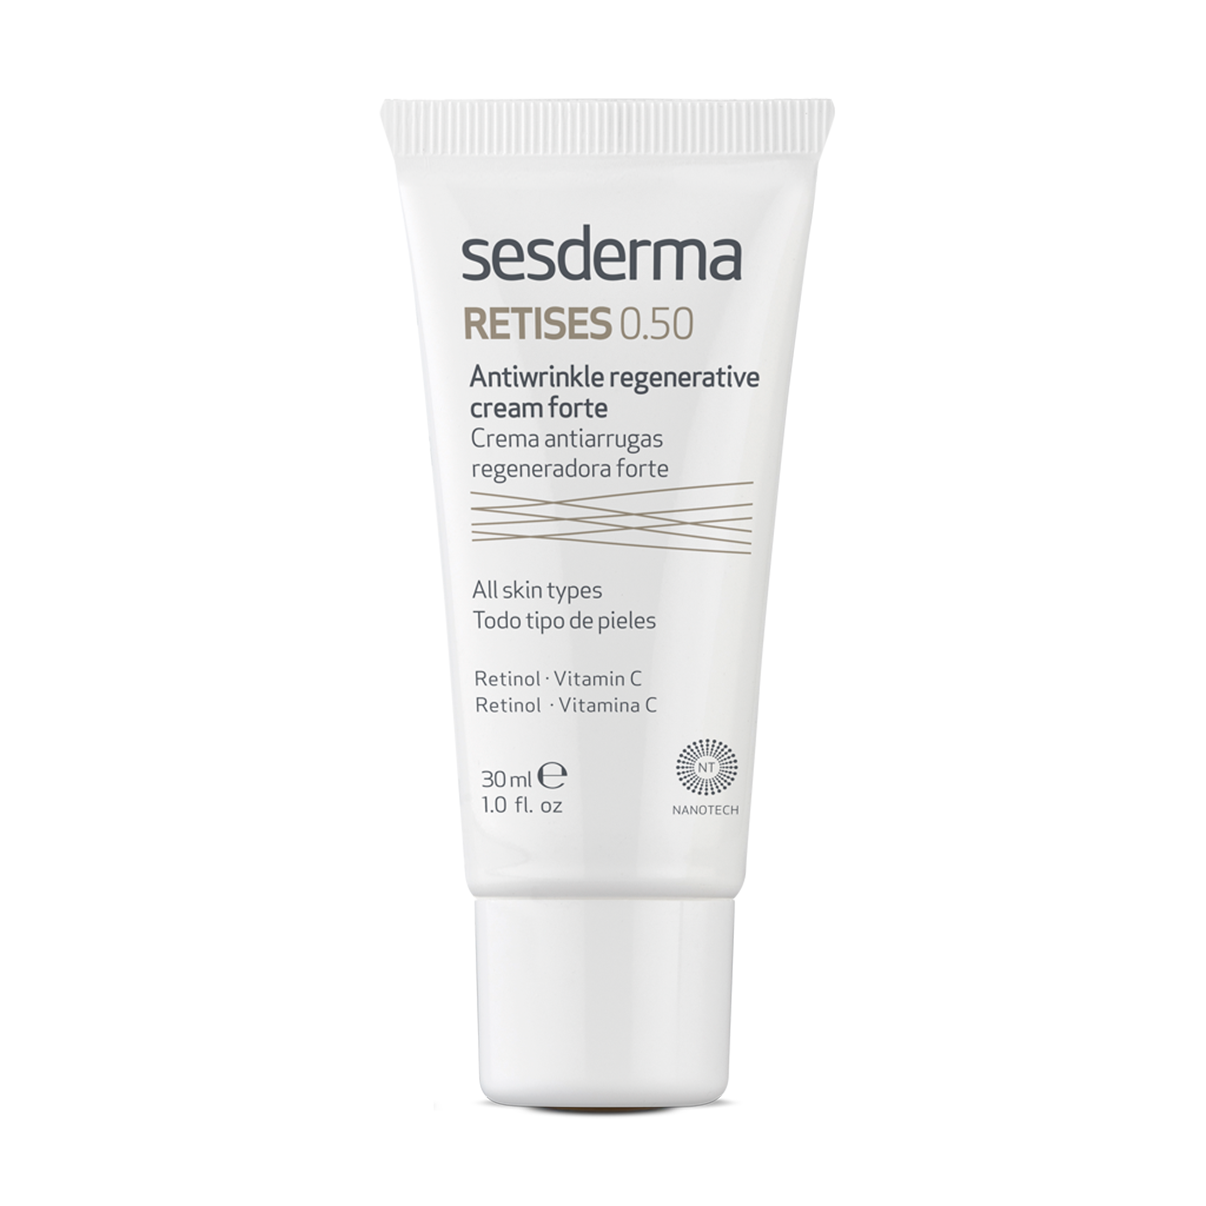 sesderma
RETISES 0.50
Antiwrinkle regenerative
cream forte
Crema antiarrugas
regeneradora forte
All skin types
Todo tipo de pieles
Retinol · Vitamin C
Retinol · Vitamina C
30 ml ℮
1.0 fl. oz
NT
NANOTECH